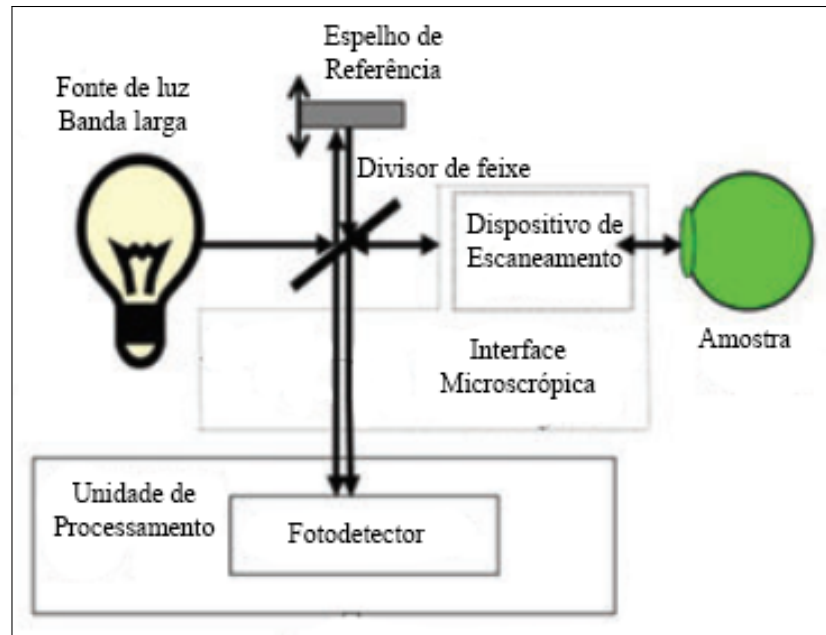 Espelho de
Referência
Fonte de luz
Banda larga
Divisor de feixe
Dispositivo de
Escaneamento
Amostra
Interface
Microscrópica
Unidade de
Processamento
Fotodetector